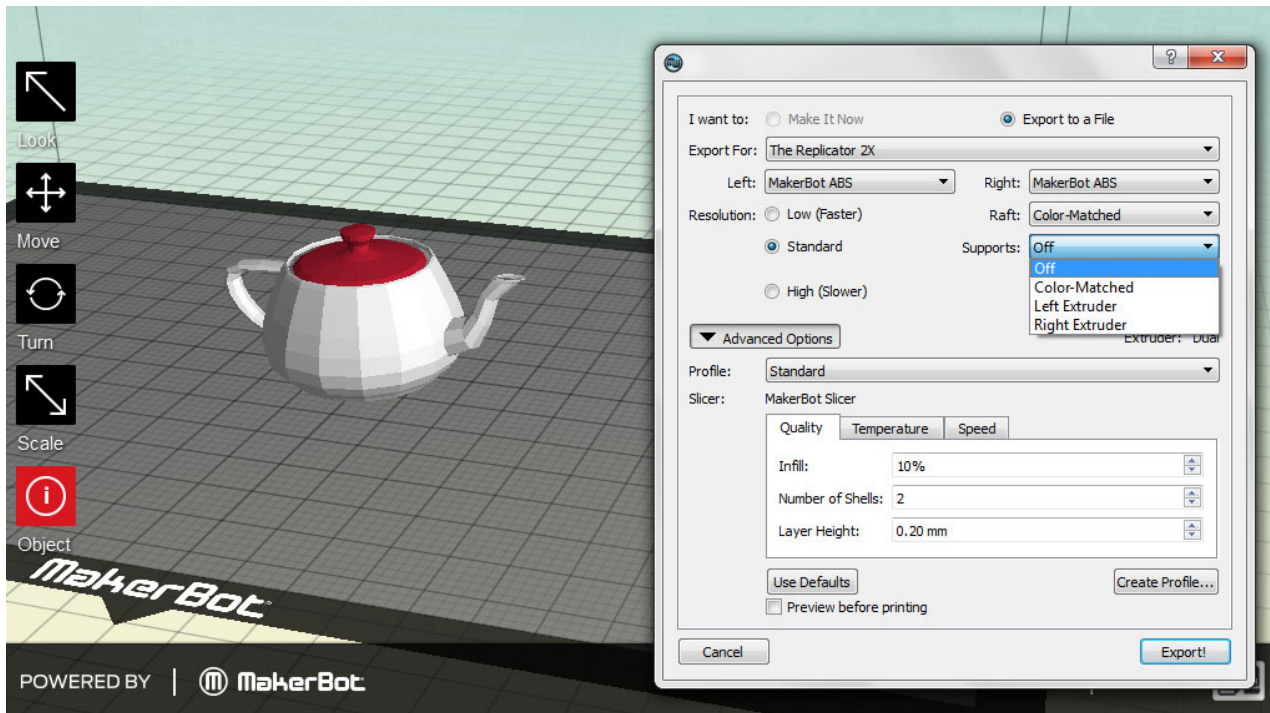 Look
Move
Turn
Scale
Object
MakerBot
POWERED BY | MakerBot
I want to: Make It Now Export to a File
Export For: The Replicator 2X
Left: MakerBot ABS Right: MakerBot ABS
Resolution: Low (Faster) Raft: Color-Matched
Standard Supports: Off
Off
Color-Matched
High (Slower)
Left Extruder
Right Extruder
Advanced Options Extruder: Dual
Profile: Standard
Slicer: MakerBot Slicer
Quality Temperature Speed
Infill: 10%
Number of Shells: 2
Layer Height: 0.20 mm
Use Defaults Create Profile...
Preview before printing
Cancel Export!